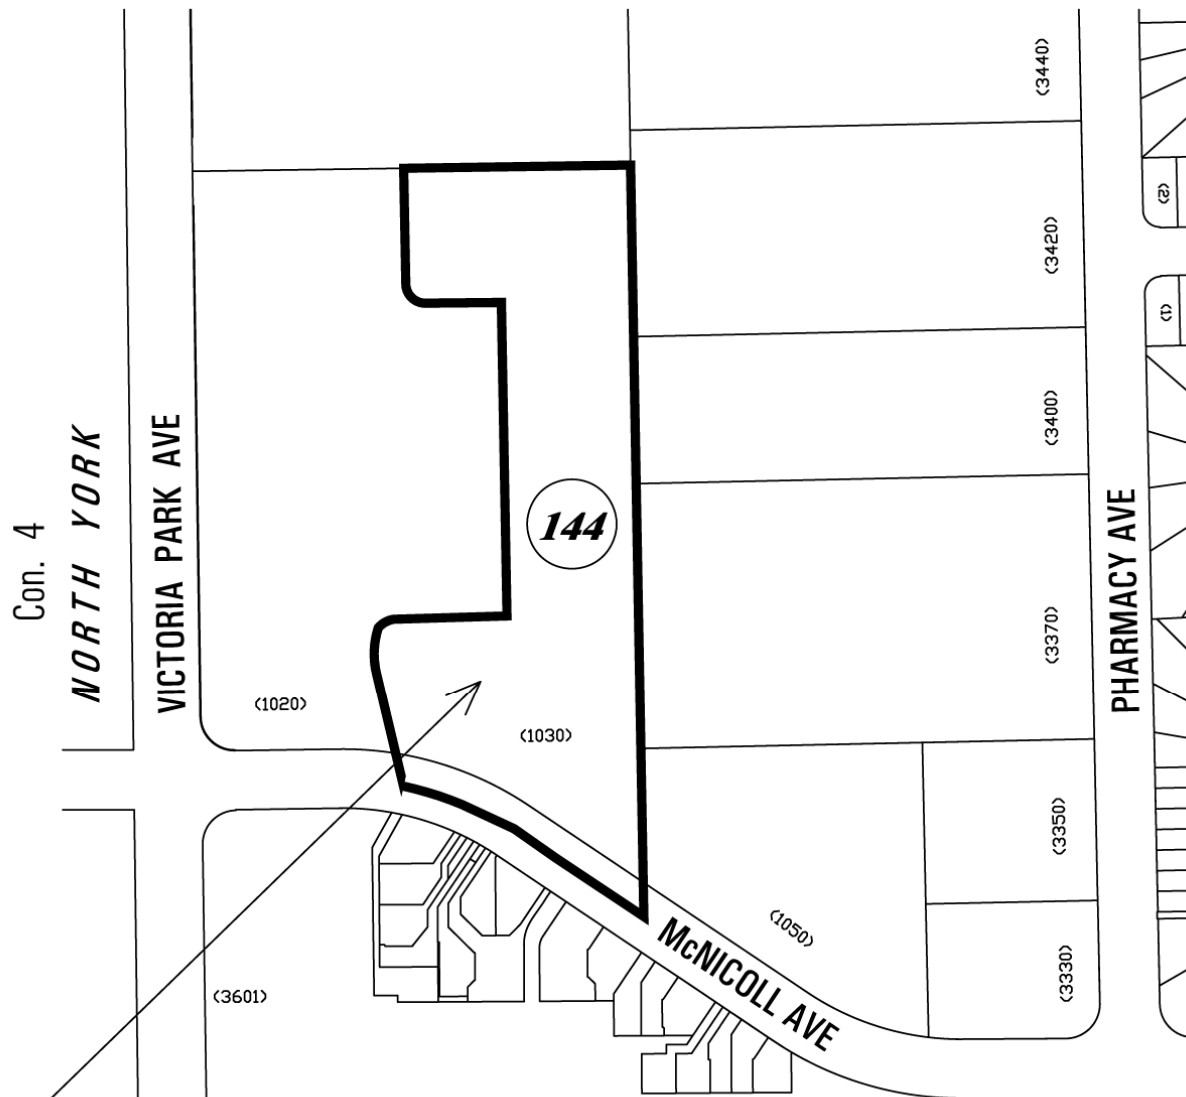 (3440)
(2)
(3420)
(1)
(3400)
Con. 4
NORTH YORK
VICTORIA PARK AVE
144
PHARMACY AVE
(3370)
(1020)
(1030)
(3350)
(1050)
McNICOLL AVE
(3330)
(3601)